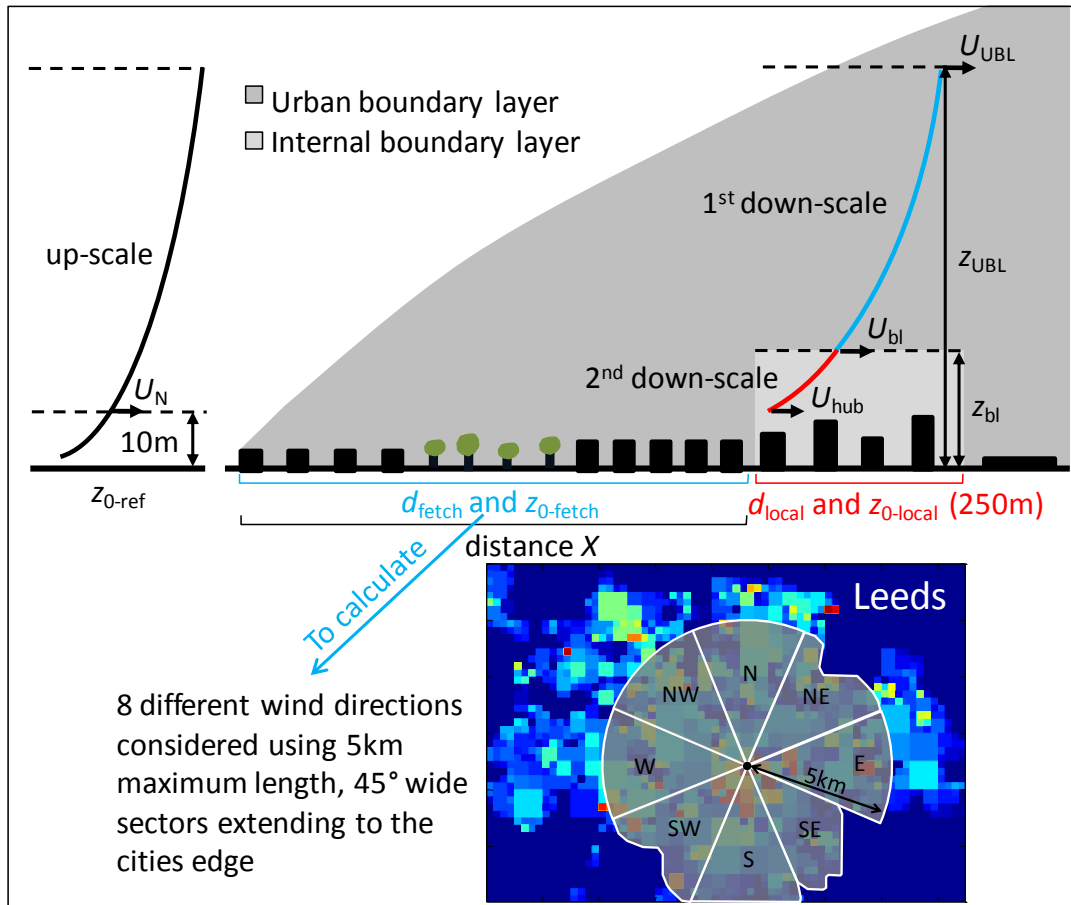 U_UBL
Urban boundary layer
Internal boundary layer
1st down-scale
up-scale
z_UBL
U_bl
2nd down-scale
U_N
U_hub
z_bl
10m
z_0-ref
d_fetch and z_0-fetch
d_local and z_0-local (250m)
distance X
To calculate
Leeds
8 different wind directions
considered using 5km
maximum length, 45° wide
sectors extending to the
cities edge
N
NW
NE
W
E
5km
SW
SE
S